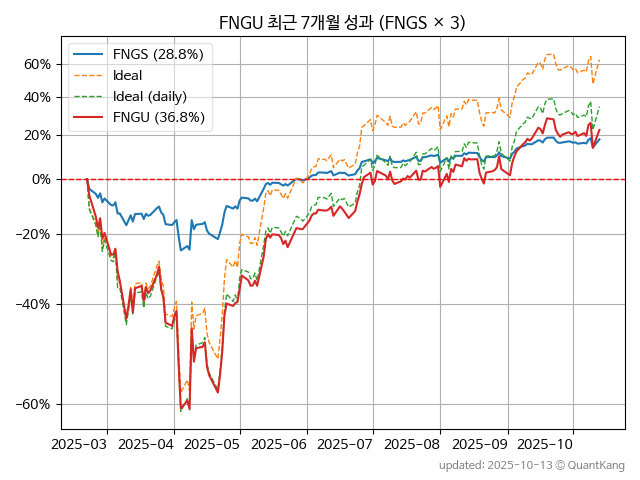 FNGU 최근 7개월 성과 (FNGS × 3)
FNGS (28.8%)
Ideal
Ideal (daily)
FNGU (36.8%)
60%
40%
20%
0%
−20%
−40%
−60%
2025-03 2025-04 2025-05 2025-06 2025-07 2025-08 2025-09 2025-10
updated: 2025-10-13 ⓒ QuantKang